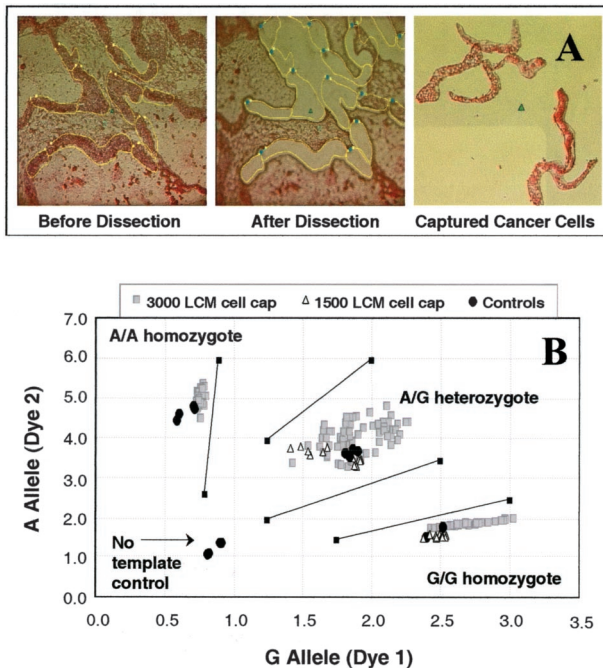 A
Before Dissection
After Dissection
Captured Cancer Cells
3000 LCM cell cap
1500 LCM cell cap
Controls
7.0
6.0
5.0
4.0
3.0
2.0
1.0
0.0
A Allele (Dye 2)
A/A homozygote
B
A/G heterozygote
No
template
control
G/G homozygote
0.0 0.5 1.0 1.5 2.0 2.5 3.0 3.5
G Allele (Dye 1)